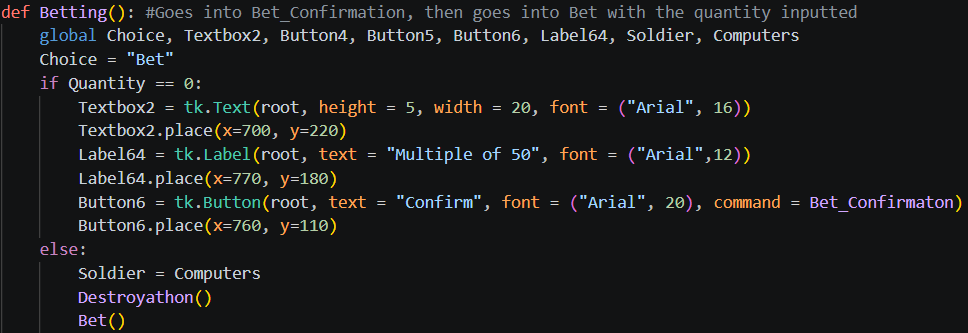 def Betting(): #Goes into Bet_Confirmation, then goes into Bet with the quantity inputted
    global Choice, Textbox2, Button4, Button5, Button6, Label64, Soldier, Computers
    Choice = "Bet"
    if Quantity == 0:
        Textbox2 = tk.Text(root, height = 5, width = 20, font = ("Arial", 16))
        Textbox2.place(x=700, y=220)
        Label64 = tk.Label(root, text = "Multiple of 50", font = ("Arial",12))
        Label64.place(x=770, y=180)
        Button6 = tk.Button(root, text = "Confirm", font = ("Arial", 20), command = Bet_Confirmaton)
        Button6.place(x=760, y=110)
    else:
        Soldier = Computers
        Destroyathon()
        Bet()